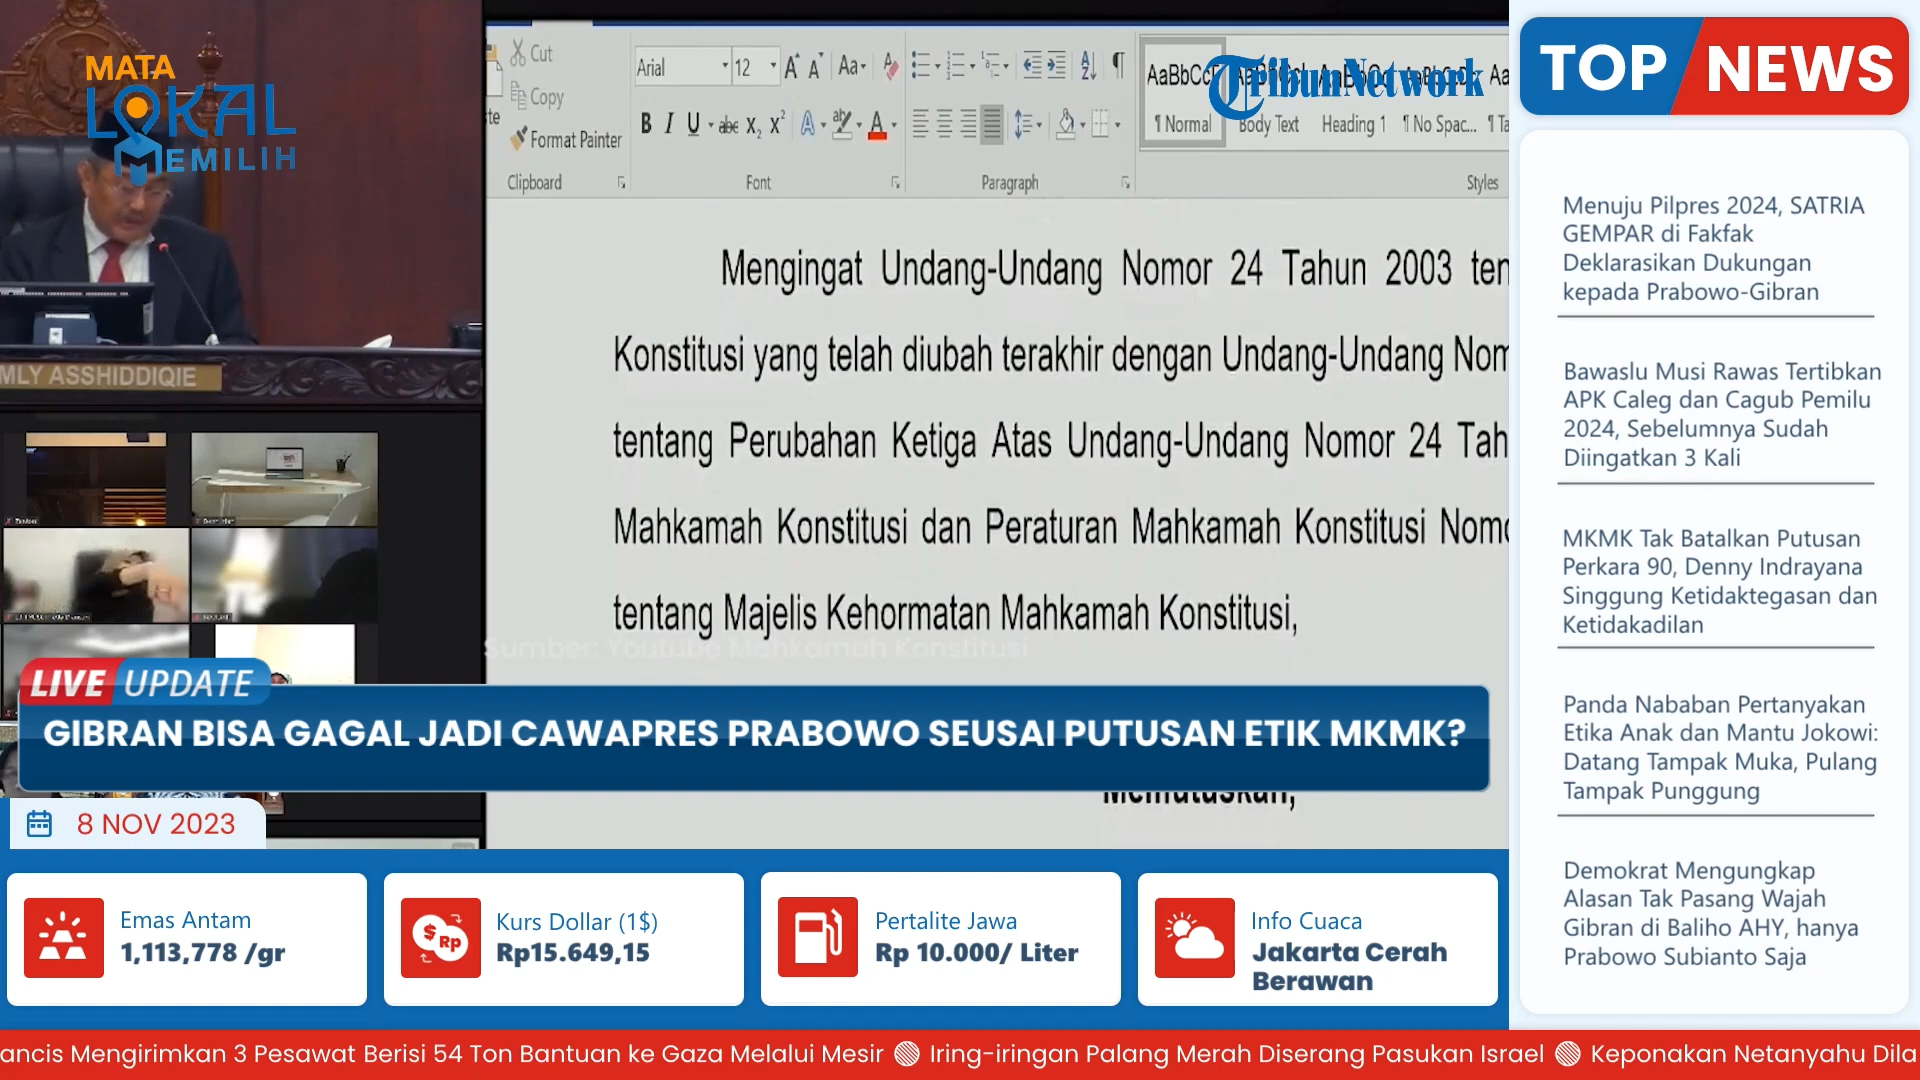 MATA
LOKAL
MEMILIH
MLY ASSHIDDIQIE
Cut
Copy
Format Painter
Clipboard
Arial
12
Font
Paragraph
AaBbCcI
¶ Normal
Body Text
Heading 1
¶ No Spac...
¶ Ta
Styles
TribunNetwork
Mengingat Undang-Undang Nomor 24 Tahun 2003 ten
Konstitusi yang telah diubah terakhir dengan Undang-Undang Nom
tentang Perubahan Ketiga Atas Undang-Undang Nomor 24 Tah
Mahkamah Konstitusi dan Peraturan Mahkamah Konstitusi Nomo
tentang Majelis Kehormatan Mahkamah Konstitusi,
Sumber: Youtube Mahkamah Konstitusi
Memutuskan,
LIVE UPDATE
GIBRAN BISA GAGAL JADI CAWAPRES PRABOWO SEUSAI PUTUSAN ETIK MKMK?
8 NOV 2023
Emas Antam
1,113,778 /gr
Kurs Dollar (1$)
Rp15.649,15
Pertalite Jawa
Rp 10.000/ Liter
Info Cuaca
Jakarta Cerah
Berawan
TOP NEWS
Menuju Pilpres 2024, SATRIA
GEMPAR di Fakfak
Deklarasikan Dukungan
kepada Prabowo-Gibran
Bawaslu Musi Rawas Tertibkan
APK Caleg dan Cagub Pemilu
2024, Sebelumnya Sudah
Diingatkan 3 Kali
MKMK Tak Batalkan Putusan
Perkara 90, Denny Indrayana
Singgung Ketidaktegasan dan
Ketidakadilan
Panda Nababan Pertanyakan
Etika Anak dan Mantu Jokowi:
Datang Tampak Muka, Pulang
Tampak Punggung
Demokrat Mengungkap
Alasan Tak Pasang Wajah
Gibran di Baliho AHY, hanya
Prabowo Subianto Saja
ancis Mengirimkan 3 Pesawat Berisi 54 Ton Bantuan ke Gaza Melalui Mesir Iring-iringan Palang Merah Diserang Pasukan Israel Keponakan Netanyahu Dila